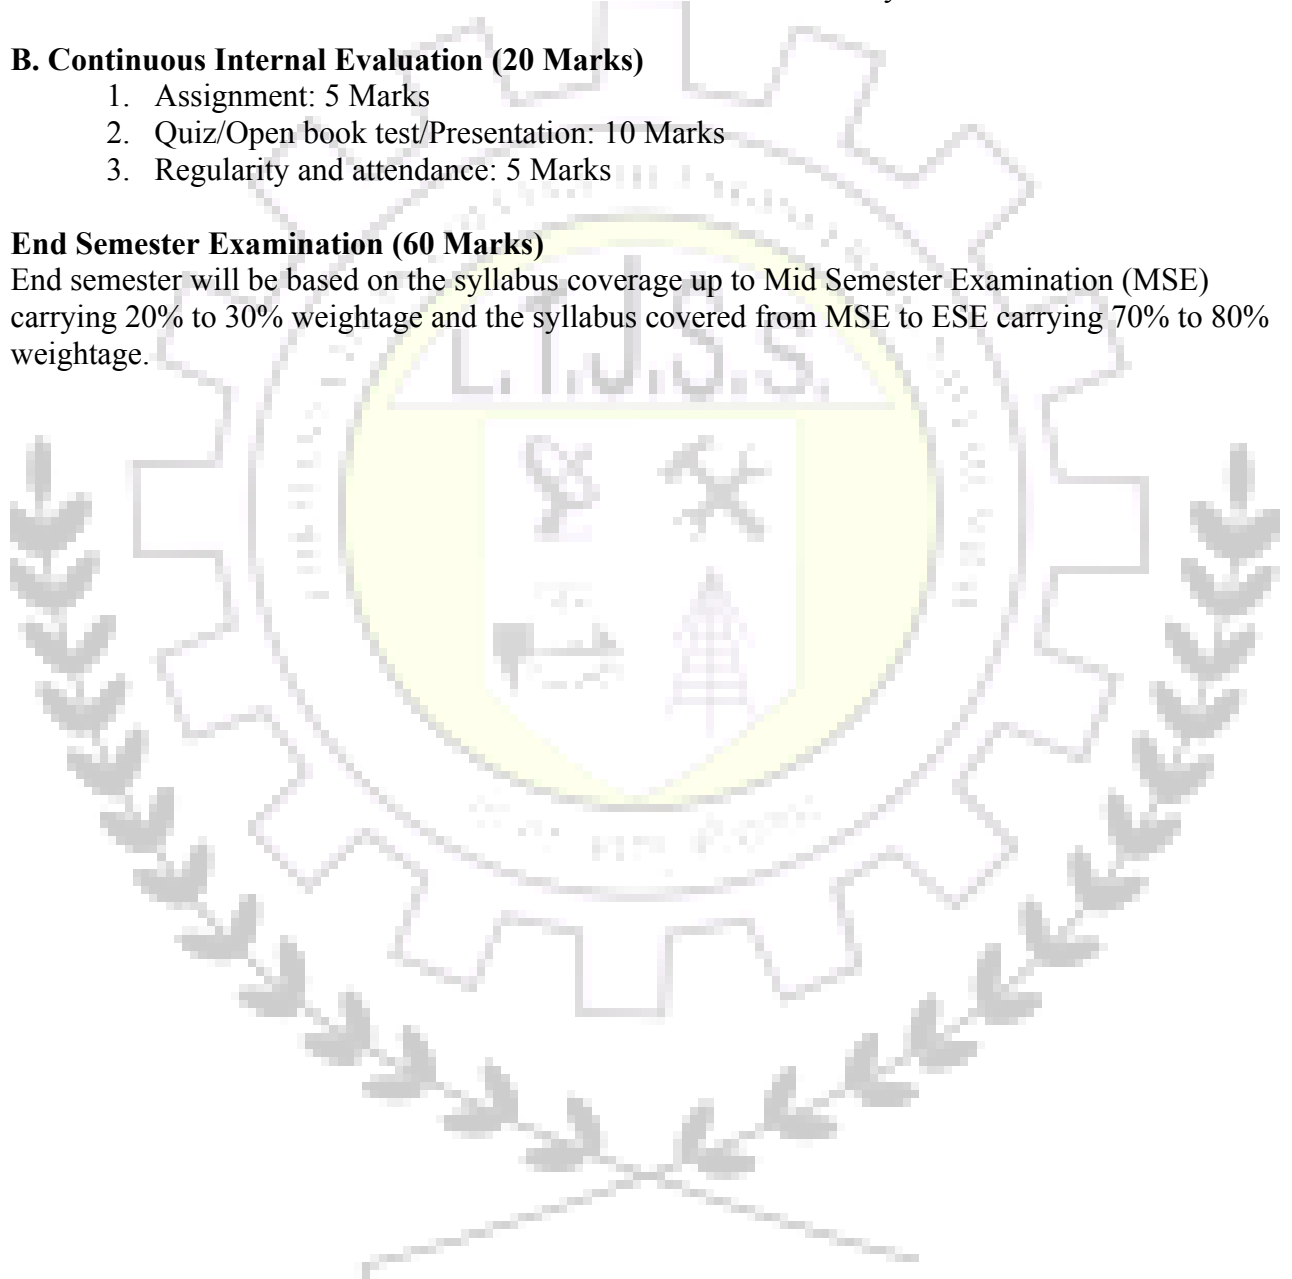 B. Continuous Internal Evaluation (20 Marks)
1. Assignment: 5 Marks
2. Quiz/Open book test/Presentation: 10 Marks
3. Regularity and attendance: 5 Marks
End Semester Examination (60 Marks)
End semester will be based on the syllabus coverage up to Mid Semester Examination (MSE)
carrying 20% to 30% weightage and the syllabus covered from MSE to ESE carrying 70% to 80%
weightage.
L.T.J.S.S.